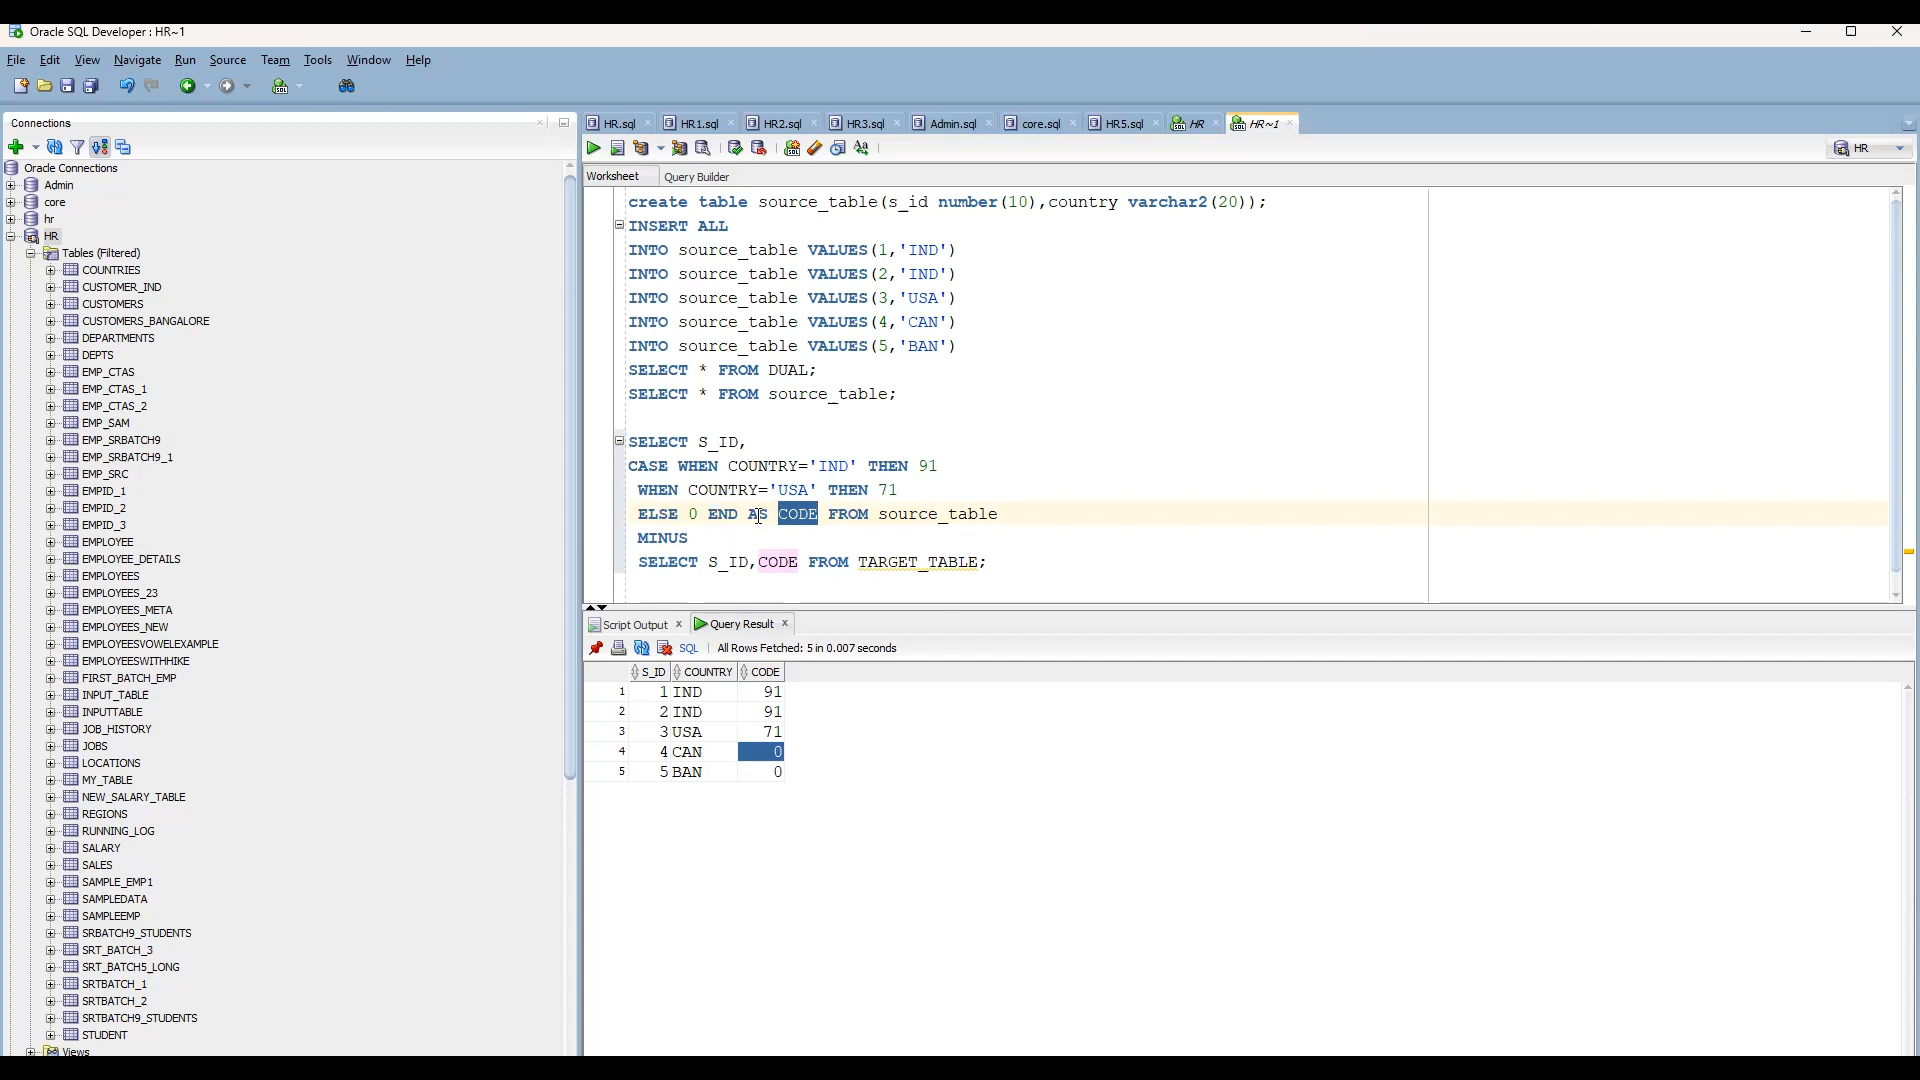 Oracle SQL Developer : HR~1
File Edit View Navigate Run Source Team Tools Window Help
Connections
Oracle Connections
Admin
core
hr
HR
Tables (Filtered)
COUNTRIES
CUSTOMER_IND
CUSTOMERS
CUSTOMERS_BANGALORE
DEPARTMENTS
DEPTS
EMP_CTAS
EMP_CTAS_1
EMP_CTAS_2
EMP_SAM
EMP_SRBATCH9
EMP_SRBATCH9_1
EMP_SRC
EMPID_1
EMPID_2
EMPID_3
EMPLOYEE
EMPLOYEE_DETAILS
EMPLOYEES
EMPLOYEES_23
EMPLOYEES_META
EMPLOYEES_NEW
EMPLOYEESVOWELEXAMPLE
EMPLOYEESWITHHIKE
FIRST_BATCH_EMP
INPUT_TABLE
INPUTTABLE
JOB_HISTORY
JOBS
LOCATIONS
MY_TABLE
NEW_SALARY_TABLE
REGIONS
RUNNING_LOG
SALARY
SALES
SAMPLE_EMP1
SAMPLEDATA
SAMPLEEMP
SRBATCH9_STUDENTS
SRT_BATCH_3
SRT_BATCH5_LONG
SRTBATCH_1
SRTBATCH_2
SRTBATCH9_STUDENTS
STUDENT
Views
HR.sql HR1.sql HR2.sql HR3.sql Admin.sql core.sql HR5.sql HR HR~1
HR
Worksheet Query Builder
create table source_table(s_id number(10),country varchar2(20));
INSERT ALL
INTO source_table VALUES(1,'IND')
INTO source_table VALUES(2,'IND')
INTO source_table VALUES(3,'USA')
INTO source_table VALUES(4,'CAN')
INTO source_table VALUES(5,'BAN')
SELECT * FROM DUAL;
SELECT * FROM source_table;
SELECT S_ID,
CASE WHEN COUNTRY='IND' THEN 91
WHEN COUNTRY='USA' THEN 71
ELSE 0 END AS CODE FROM source_table
MINUS
SELECT S_ID,CODE FROM TARGET_TABLE;
Script Output Query Result
SQL All Rows Fetched: 5 in 0.007 seconds
S_ID COUNTRY CODE
1 1 IND 91
2 2 IND 91
3 3 USA 71
4 4 CAN 0
5 5 BAN 0